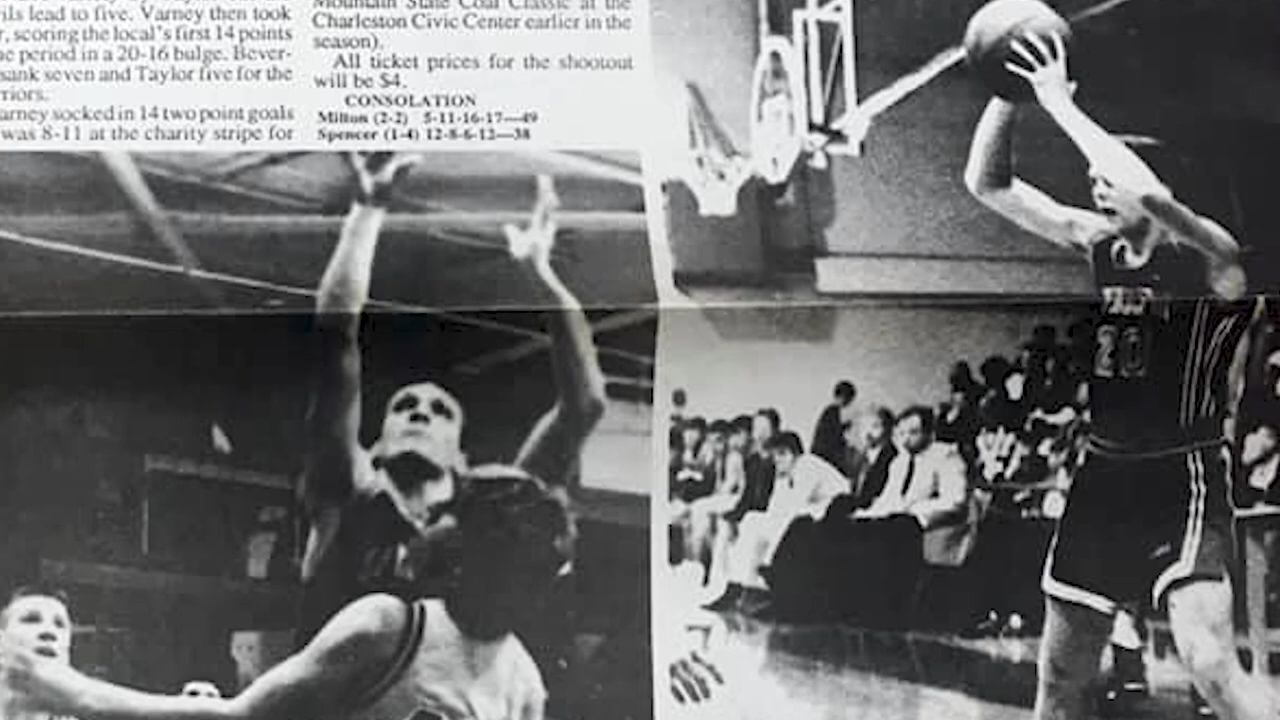 ils lead to five. Varney then took
r, scoring the local's first 14 points
e period in a 20-16 bulge. Bever-
sank seven and Taylor five for the
riors.
arney socked in 14 two point goals
was 8-11 at the charity stripe for
Mountain State Coal Classic at the
Charleston Civic Center earlier in the
season).
All ticket prices for the shootout
will be $4.
CONSOLATION
Milton (2-2) 5-11-16-17—49
Spencer (1-4) 12-8-6-12—38
20